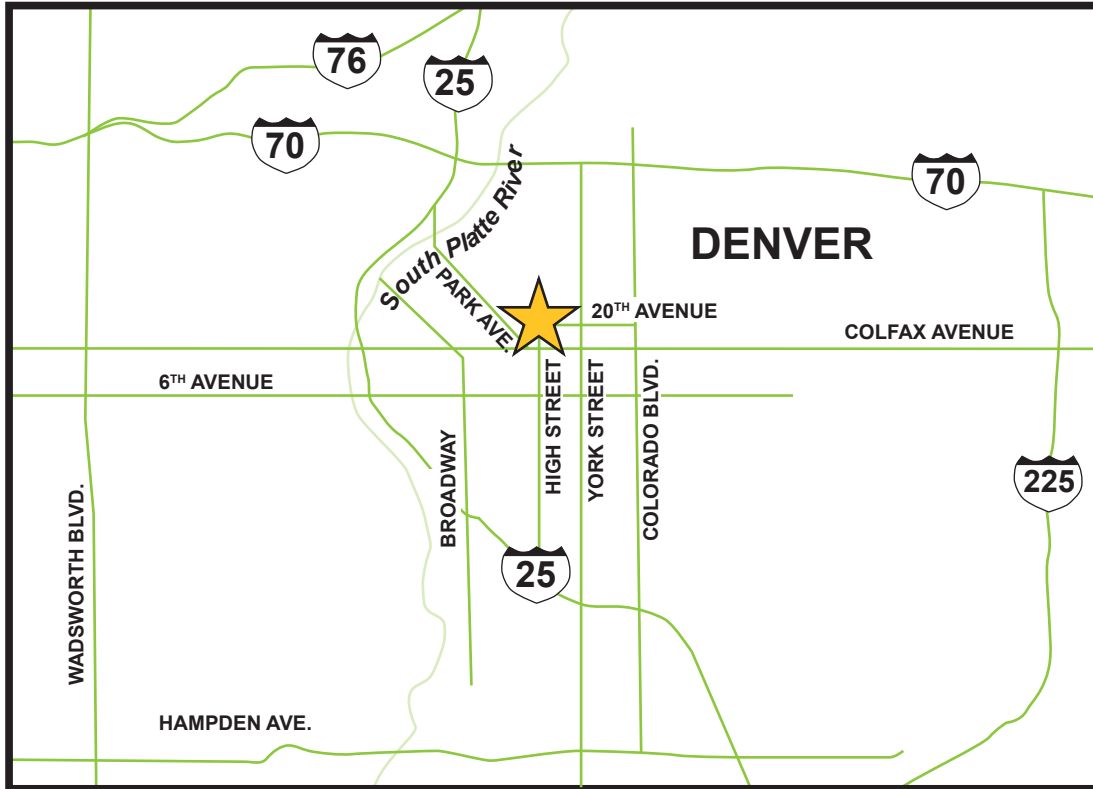 76
25
70
70
South Platte River
DENVER
PARK AVE.
20TH AVENUE
COLFAX AVENUE
6TH AVENUE
HIGH STREET
YORK STREET
COLORADO BLVD.
BROADWAY
225
WADSWORTH BLVD.
25
HAMPDEN AVE.